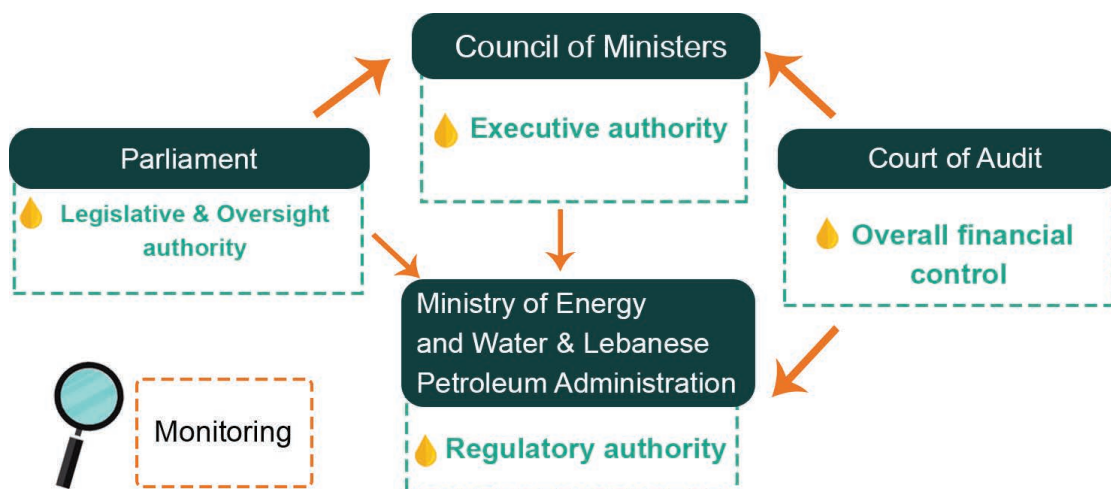 Council of Ministers
Executive authority
Parliament
Legislative & Oversight
authority
Court of Audit
Overall financial
control
Ministry of Energy
and Water & Lebanese
Petroleum Administration
Regulatory authority
Monitoring